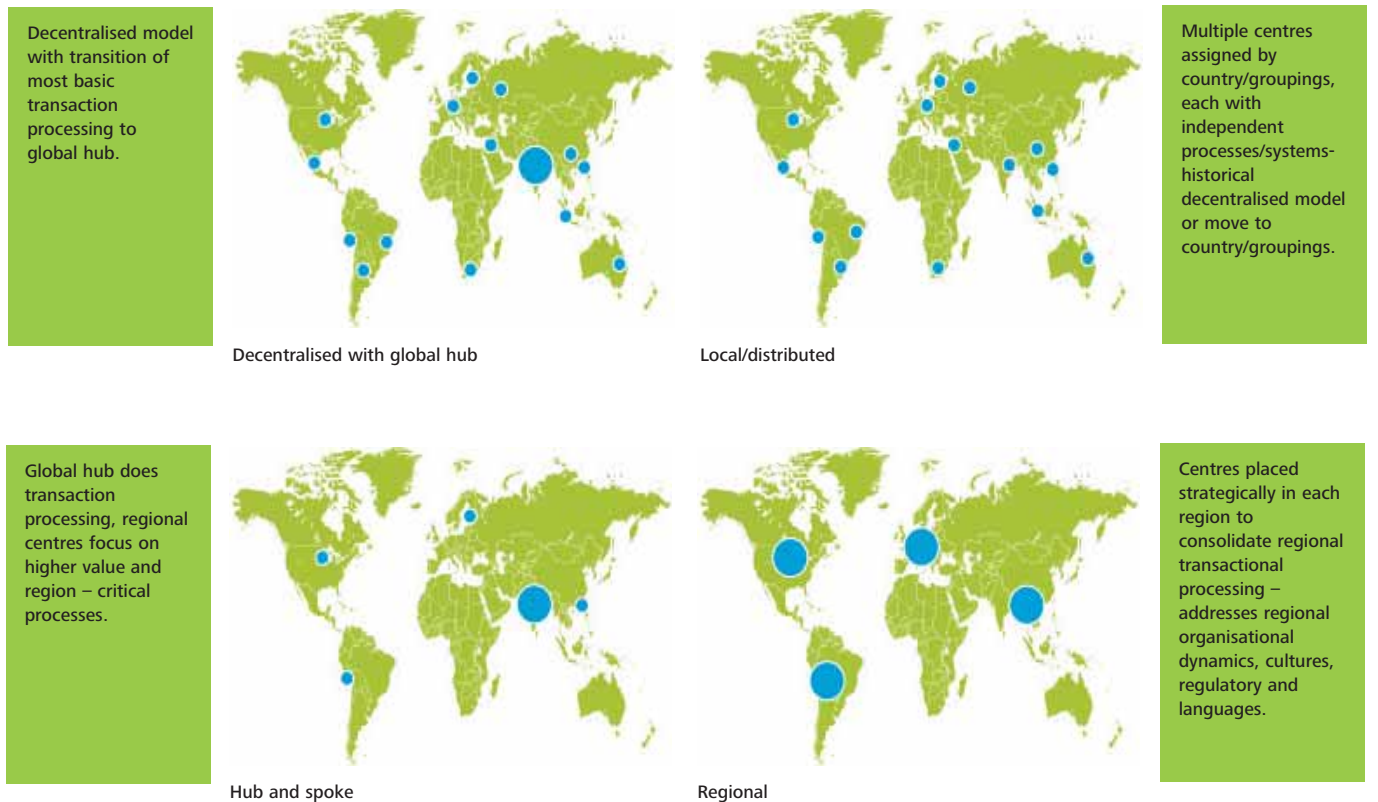 Decentralised model
with transition of
most basic
transaction
processing to
global hub.
Decentralised with global hub
Local/distributed
Multiple centres
assigned by
country/groupings,
each with
independent
processes/systems-
historical
decentralised model
or move to
country/groupings.
Global hub does
transaction
processing, regional
centres focus on
higher value and
region – critical
processes.
Hub and spoke
Regional
Centres placed
strategically in each
region to
consolidate regional
transactional
processing –
addresses regional
organisational
dynamics, cultures,
regulatory and
languages.